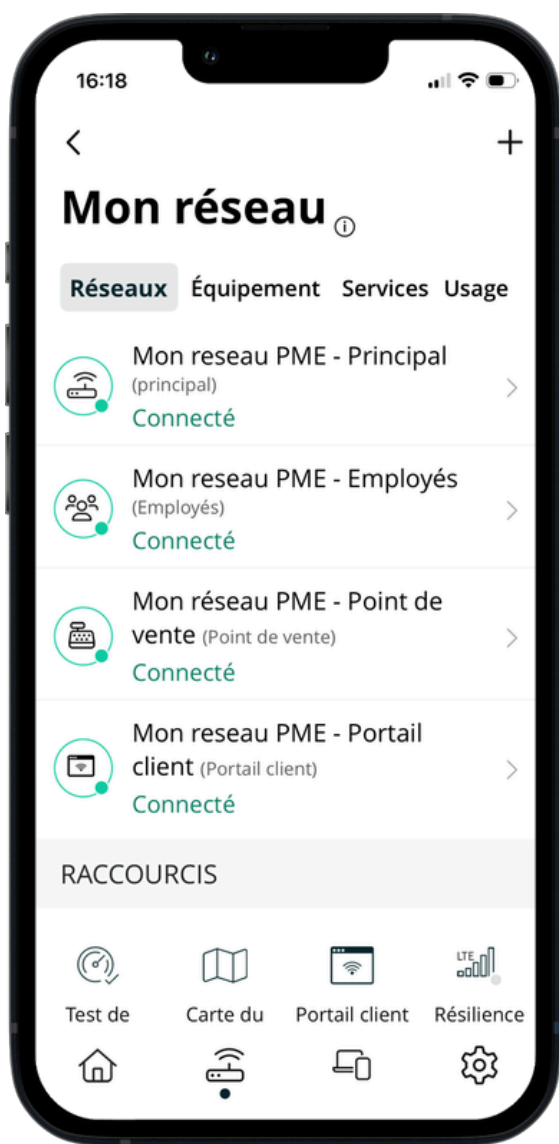 16:18
Mon réseau
Réseaux Équipement Services Usage
Mon reseau PME - Principal
(principal)
Connecté
Mon reseau PME - Employés
(Employés)
Connecté
Mon réseau PME - Point de
vente (Point de vente)
Connecté
Mon reseau PME - Portail
client (Portail client)
Connecté
RACCOURCIS
LTE
Test de Carte du Portail client Résilience